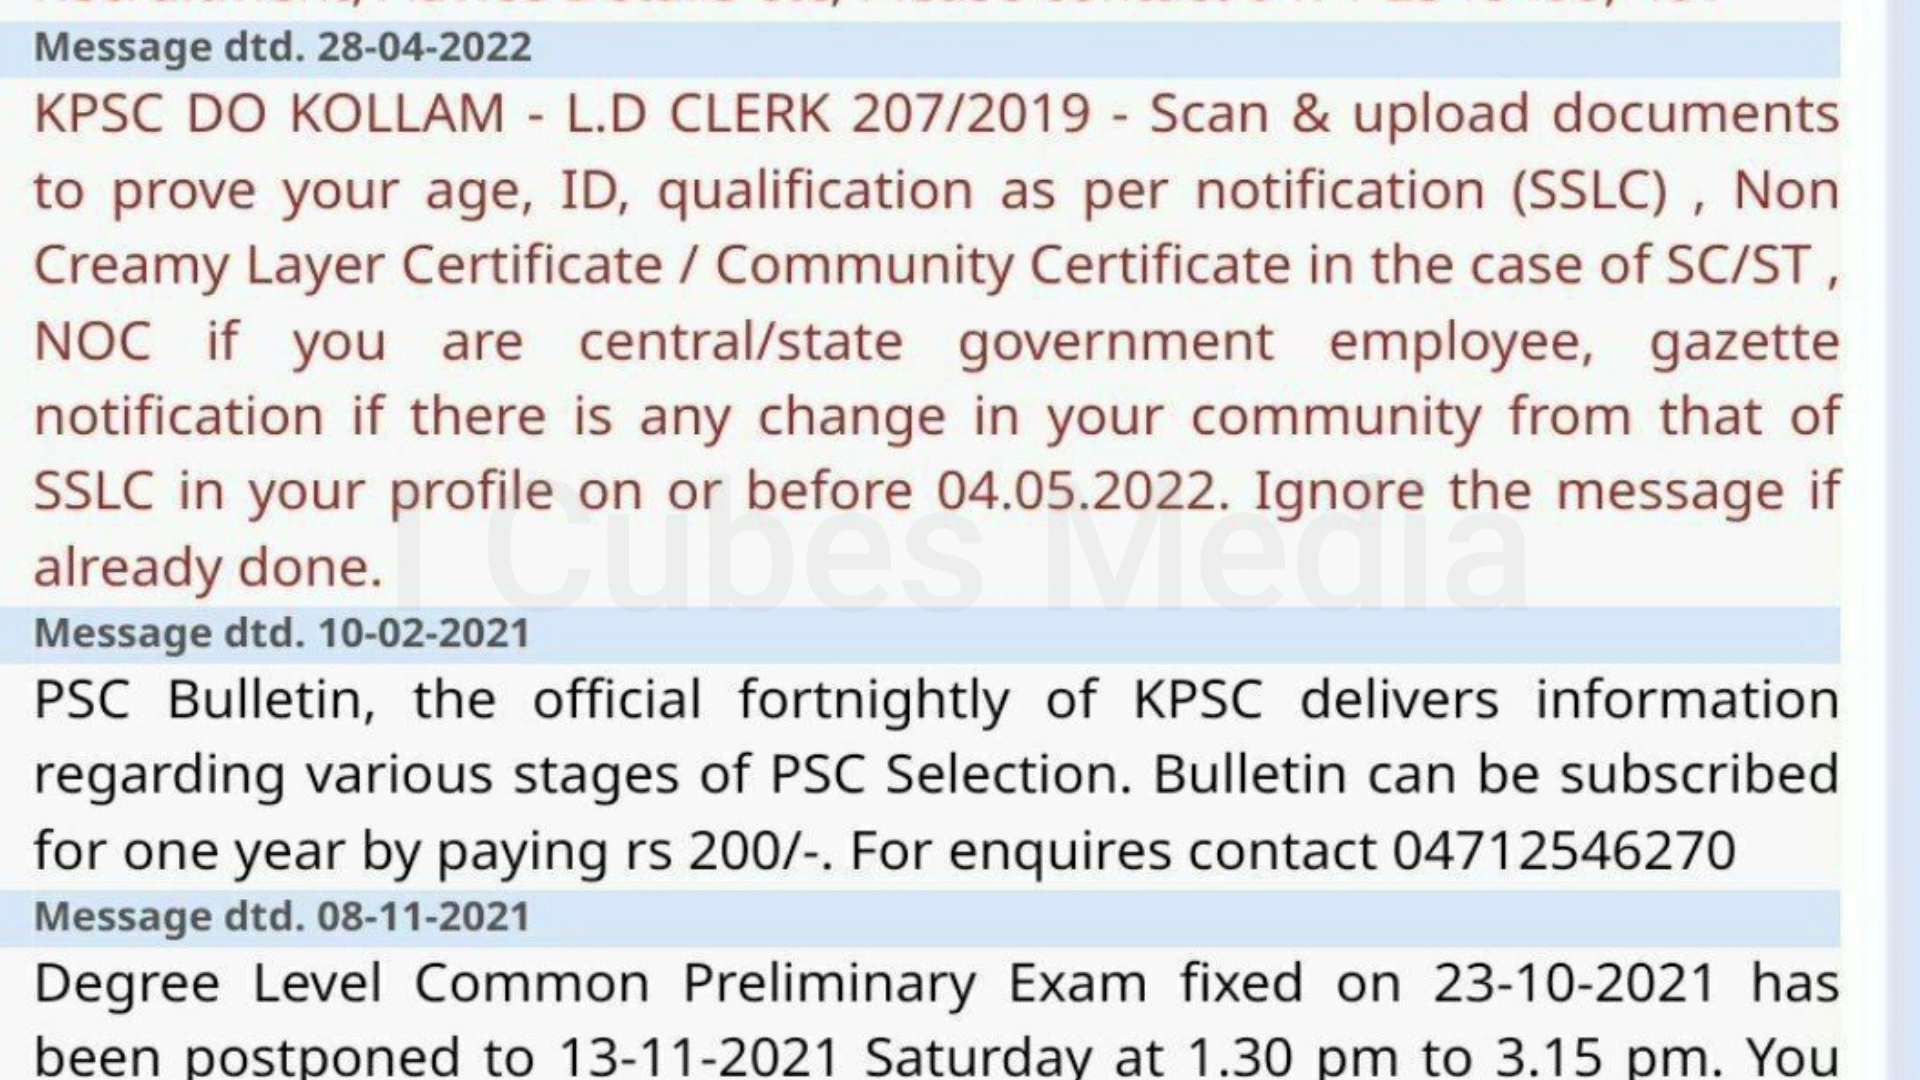 Message dtd. 28-04-2022
KPSC DO KOLLAM - L.D CLERK 207/2019 - Scan & upload documents
to prove your age, ID, qualification as per notification (SSLC) , Non
Creamy Layer Certificate / Community Certificate in the case of SC/ST ,
NOC if you are central/state government employee, gazette
notification if there is any change in your community from that of
SSLC in your profile on or before 04.05.2022. Ignore the message if
already done.
I Cubes Media
Message dtd. 10-02-2021
PSC Bulletin, the official fortnightly of KPSC delivers information
regarding various stages of PSC Selection. Bulletin can be subscribed
for one year by paying rs 200/-. For enquires contact 04712546270
Message dtd. 08-11-2021
Degree Level Common Preliminary Exam fixed on 23-10-2021 has
been postponed to 13-11-2021 Saturday at 1.30 pm to 3.15 pm. You